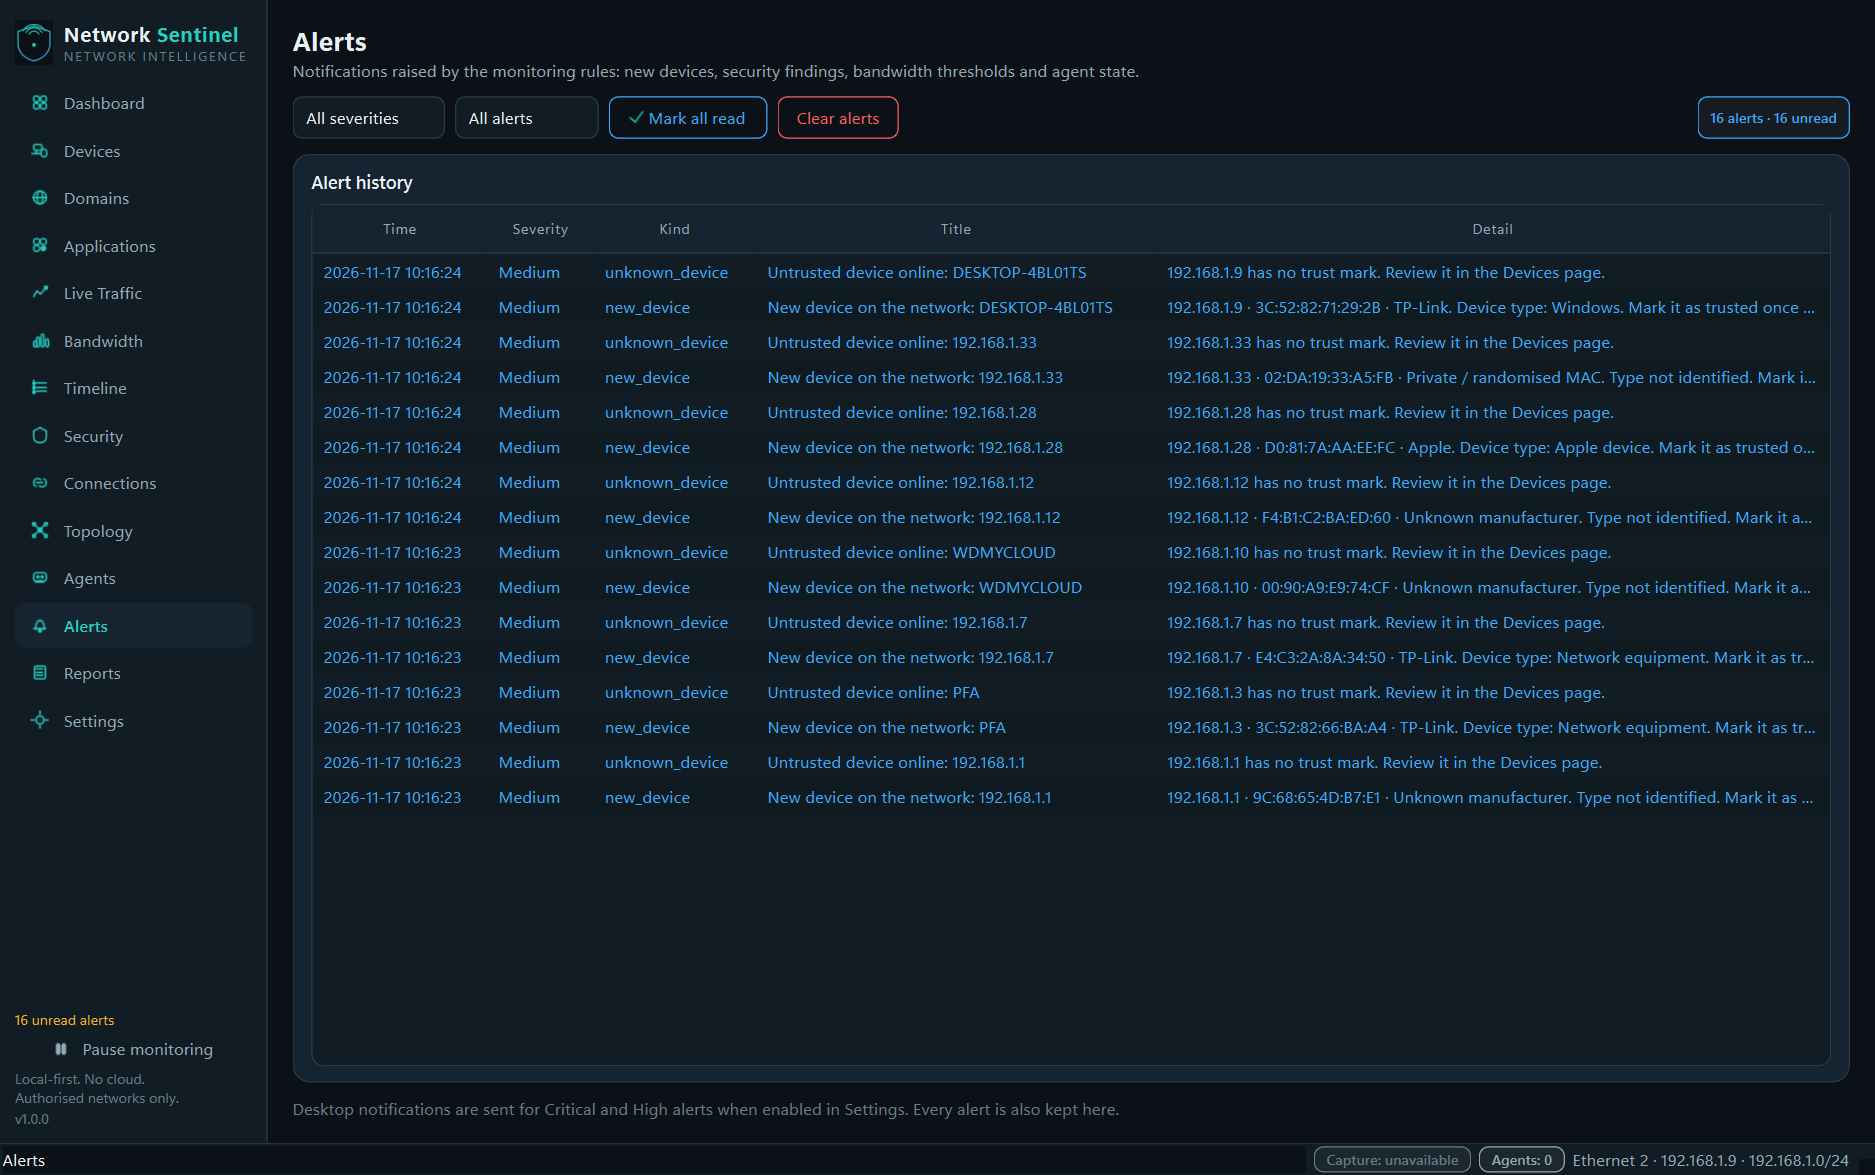 Network Sentinel
NETWORK INTELLIGENCE
Dashboard
Devices
Domains
Applications
Live Traffic
Bandwidth
Timeline
Security
Connections
Topology
Agents
Alerts
Reports
Settings
16 unread alerts
Pause monitoring
Local-first. No cloud.
Authorised networks only.
v1.0.0
Alerts
Notifications raised by the monitoring rules: new devices, security findings, bandwidth thresholds and agent state.
All severities All alerts Mark all read Clear alerts 16 alerts · 16 unread
Alert history
Time Severity Kind Title Detail
2026-11-17 10:16:24 Medium unknown_device Untrusted device online: DESKTOP-4BL01TS 192.168.1.9 has no trust mark. Review it in the Devices page.
2026-11-17 10:16:24 Medium new_device New device on the network: DESKTOP-4BL01TS 192.168.1.9 · 3C:52:82:71:29:2B · TP-Link. Device type: Windows. Mark it as trusted once ...
2026-11-17 10:16:24 Medium unknown_device Untrusted device online: 192.168.1.33 192.168.1.33 has no trust mark. Review it in the Devices page.
2026-11-17 10:16:24 Medium new_device New device on the network: 192.168.1.33 192.168.1.33 · 02:DA:19:33:A5:FB · Private / randomised MAC. Type not identified. Mark i...
2026-11-17 10:16:24 Medium unknown_device Untrusted device online: 192.168.1.28 192.168.1.28 has no trust mark. Review it in the Devices page.
2026-11-17 10:16:24 Medium new_device New device on the network: 192.168.1.28 192.168.1.28 · D0:81:7A:AA:EE:FC · Apple. Device type: Apple device. Mark it as trusted o...
2026-11-17 10:16:24 Medium unknown_device Untrusted device online: 192.168.1.12 192.168.1.12 has no trust mark. Review it in the Devices page.
2026-11-17 10:16:24 Medium new_device New device on the network: 192.168.1.12 192.168.1.12 · F4:B1:C2:BA:ED:60 · Unknown manufacturer. Type not identified. Mark it a...
2026-11-17 10:16:23 Medium unknown_device Untrusted device online: WDMYCLOUD 192.168.1.10 has no trust mark. Review it in the Devices page.
2026-11-17 10:16:23 Medium new_device New device on the network: WDMYCLOUD 192.168.1.10 · 00:90:A9:E9:74:CF · Unknown manufacturer. Type not identified. Mark it a...
2026-11-17 10:16:23 Medium unknown_device Untrusted device online: 192.168.1.7 192.168.1.7 has no trust mark. Review it in the Devices page.
2026-11-17 10:16:23 Medium new_device New device on the network: 192.168.1.7 192.168.1.7 · E4:C3:2A:8A:34:50 · TP-Link. Device type: Network equipment. Mark it as tr...
2026-11-17 10:16:23 Medium unknown_device Untrusted device online: PFA 192.168.1.3 has no trust mark. Review it in the Devices page.
2026-11-17 10:16:23 Medium new_device New device on the network: PFA 192.168.1.3 · 3C:52:82:66:BA:A4 · TP-Link. Device type: Network equipment. Mark it as tr...
2026-11-17 10:16:23 Medium unknown_device Untrusted device online: 192.168.1.1 192.168.1.1 has no trust mark. Review it in the Devices page.
2026-11-17 10:16:23 Medium new_device New device on the network: 192.168.1.1 192.168.1.1 · 9C:68:65:4D:B7:E1 · Unknown manufacturer. Type not identified. Mark it as ...
Desktop notifications are sent for Critical and High alerts when enabled in Settings. Every alert is also kept here.
Alerts Capture: unavailable Agents: 0 Ethernet 2 · 192.168.1.9 · 192.168.1.0/24